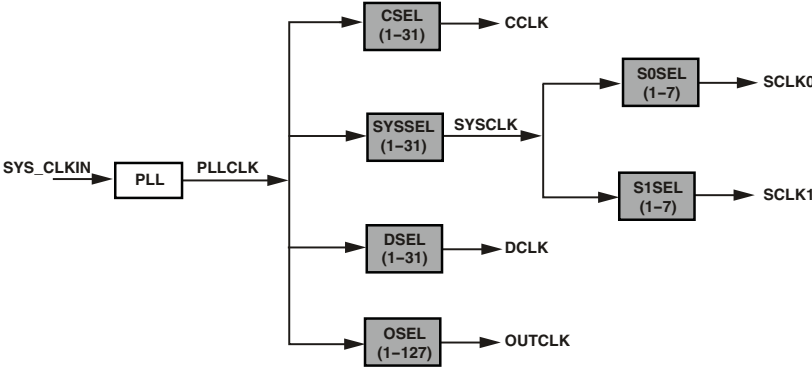 CSEL
(1–31)
CCLK
S0SEL
(1–7)
SCLK0
SYSSEL
(1–31)
SYSCLK
SYS_CLKIN
PLL
PLLCLK
S1SEL
(1–7)
SCLK1
DSEL
(1–31)
DCLK
OSEL
(1–127)
OUTCLK